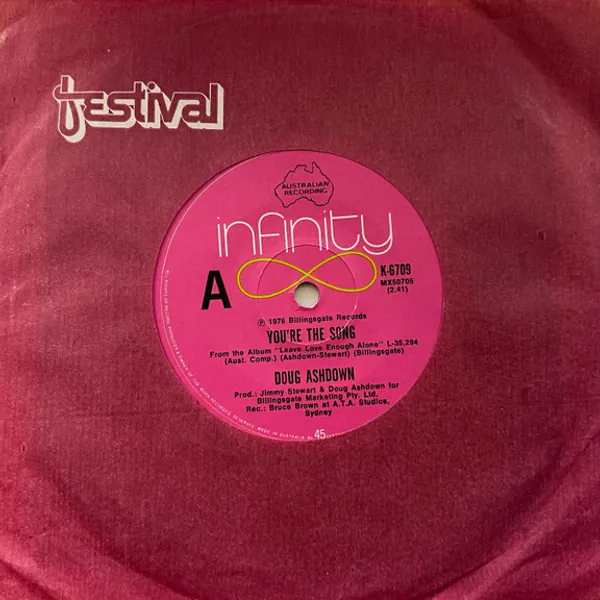 festival
AUSTRALIAN
RECORDING
infinity
A
K-6709
MX50705
(2.41)
℗ 1976 Billingsgate Records
YOU'RE THE SONG
From the Album "Leave Love Enough Alone" L-35,294
(Aust. Comp.) (Ashdown-Stewart) (Billingsgate)
DOUG ASHDOWN
Prod.: Jimmy Stewart & Doug Ashdown for
Billingsgate Marketing Pty. Ltd.
Rec.: Bruce Brown at A.T.A. Studios,
Sydney
45